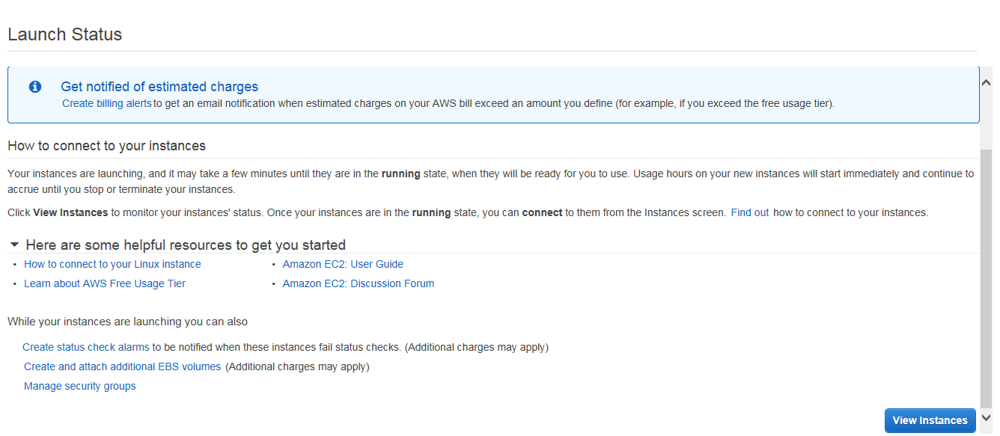 Launch Status
Get notified of estimated charges
Create billing alerts to get an email notification when estimated charges on your AWS bill exceed an amount you define (for example, if you exceed the free usage tier).
How to connect to your instances
Your instances are launching, and it may take a few minutes until they are in the running state, when they will be ready for you to use. Usage hours on your new instances will start immediately and continue to
accrue until you stop or terminate your instances.
Click View Instances to monitor your instances' status. Once your instances are in the running state, you can connect to them from the Instances screen. Find out how to connect to your instances.
Here are some helpful resources to get you started
• How to connect to your Linux instance • Amazon EC2: User Guide
• Learn about AWS Free Usage Tier • Amazon EC2: Discussion Forum
While your instances are launching you can also
Create status check alarms to be notified when these instances fail status checks. (Additional charges may apply)
Create and attach additional EBS volumes (Additional charges may apply)
Manage security groups
View Instances